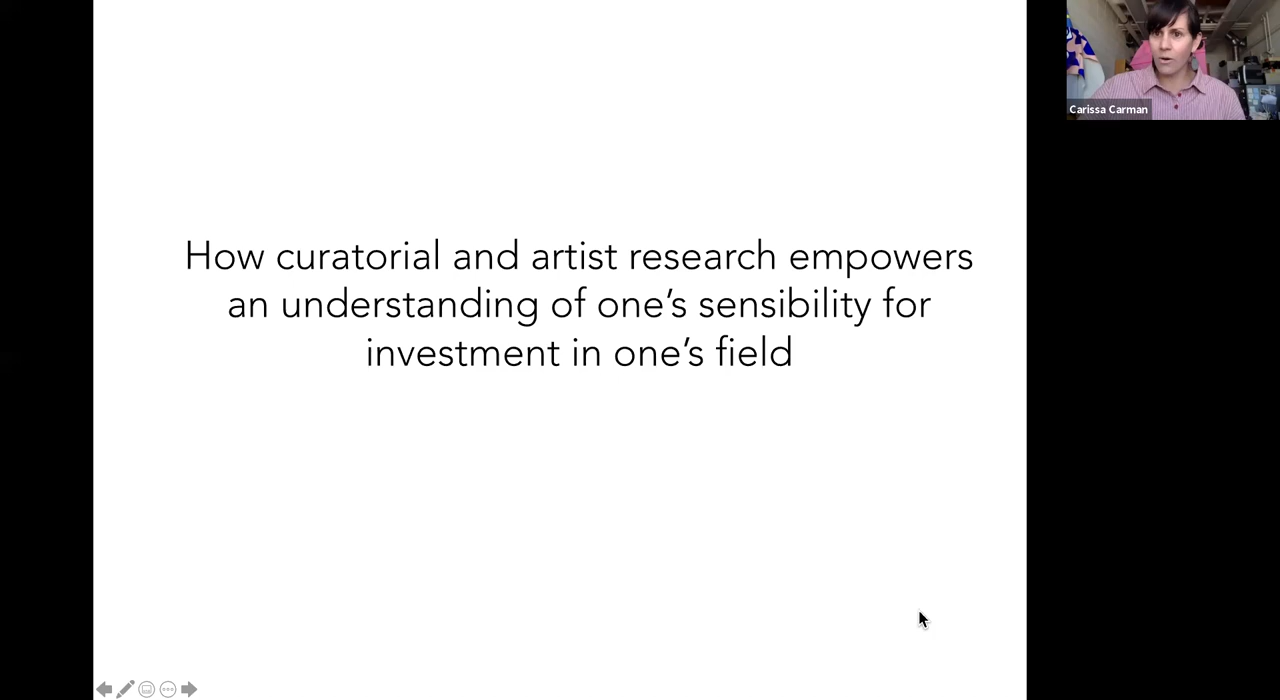 How curatorial and artist research empowers
an understanding of one’s sensibility for
investment in one’s field
Carissa Carman